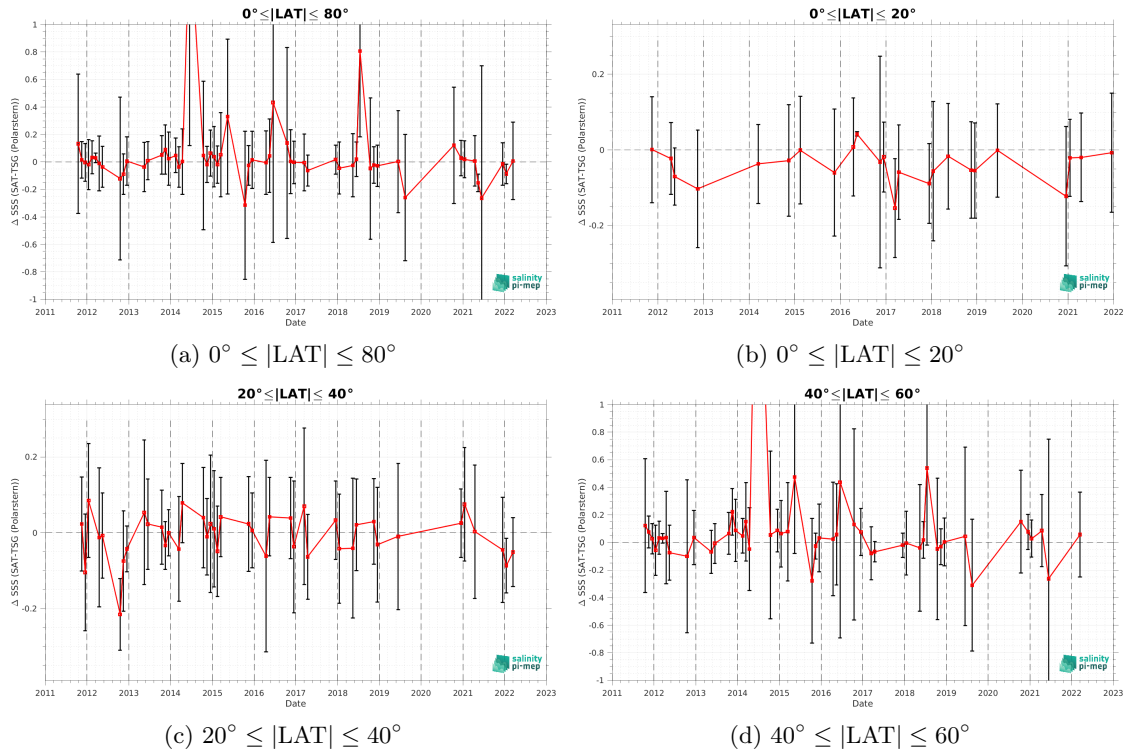 0°≤|LAT|≤ 80°
1
0.8
0.6
0.4
0.2
0
-0.2
-0.4
-0.6
-0.8
-1
Δ SSS (SAT-TSG (Polarstern))
2011 2012 2013 2014 2015 2016 2017 2018 2019 2020 2021 2022 2023
Date
salinity
pi-mep
(a) 0° ≤ |LAT| ≤ 80°
0°≤|LAT|≤ 20°
0.2
0
-0.2
Δ SSS (SAT-TSG (Polarstern))
2011 2012 2013 2014 2015 2016 2017 2018 2019 2020 2021 2022
Date
salinity
pi-mep
(b) 0° ≤ |LAT| ≤ 20°
20°≤|LAT|≤ 40°
0.2
0
-0.2
Δ SSS (SAT-TSG (Polarstern))
2011 2012 2013 2014 2015 2016 2017 2018 2019 2020 2021 2022 2023
Date
salinity
pi-mep
(c) 20° ≤ |LAT| ≤ 40°
40°≤|LAT|≤ 60°
1
0.8
0.6
0.4
0.2
0
-0.2
-0.4
-0.6
-0.8
-1
Δ SSS (SAT-TSG (Polarstern))
2011 2012 2013 2014 2015 2016 2017 2018 2019 2020 2021 2022 2023
Date
salinity
pi-mep
(d) 40° ≤ |LAT| ≤ 60°